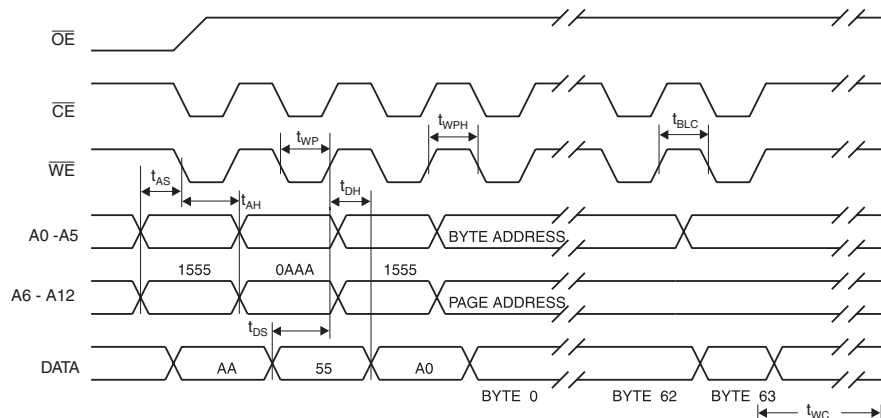 OE
CE
tWP
tWPH
tBLC
WE
tAS
tAH
tDH
A0 -A5
BYTE ADDRESS
1555
0AAA
1555
A6 - A12
PAGE ADDRESS
tDS
DATA
AA
55
A0
BYTE 0
BYTE 62
BYTE 63
tWC